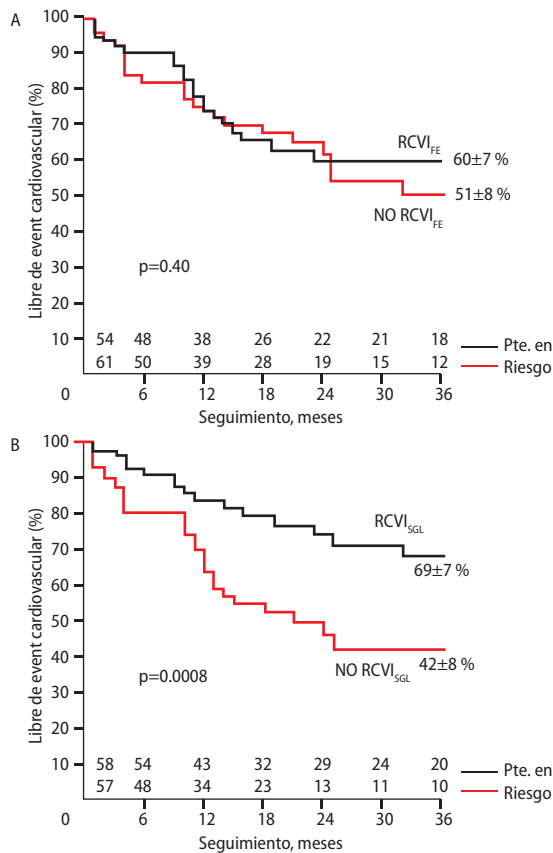 A
Libre de event cardiovascular (%)
100
90
80
70
60
50
40
30
20
10
0
RCVI_FE
60±7 %
51±8 %
NO RCVI_FE
p=0.40
54 48 38 26 22 21 18 Pte. en
61 50 39 28 19 15 12 Riesgo
6 12 18 24 30 36
Seguimiento, meses
B
Libre de event cardiovascular (%)
100
90
80
70
60
50
40
30
20
10
0
RCVI_SGL
69±7 %
NO RCVI_SGL
42±8 %
p=0.0008
58 54 43 32 29 24 20 Pte. en
57 48 34 23 13 11 10 Riesgo
6 12 18 24 30 36
Seguimiento, meses